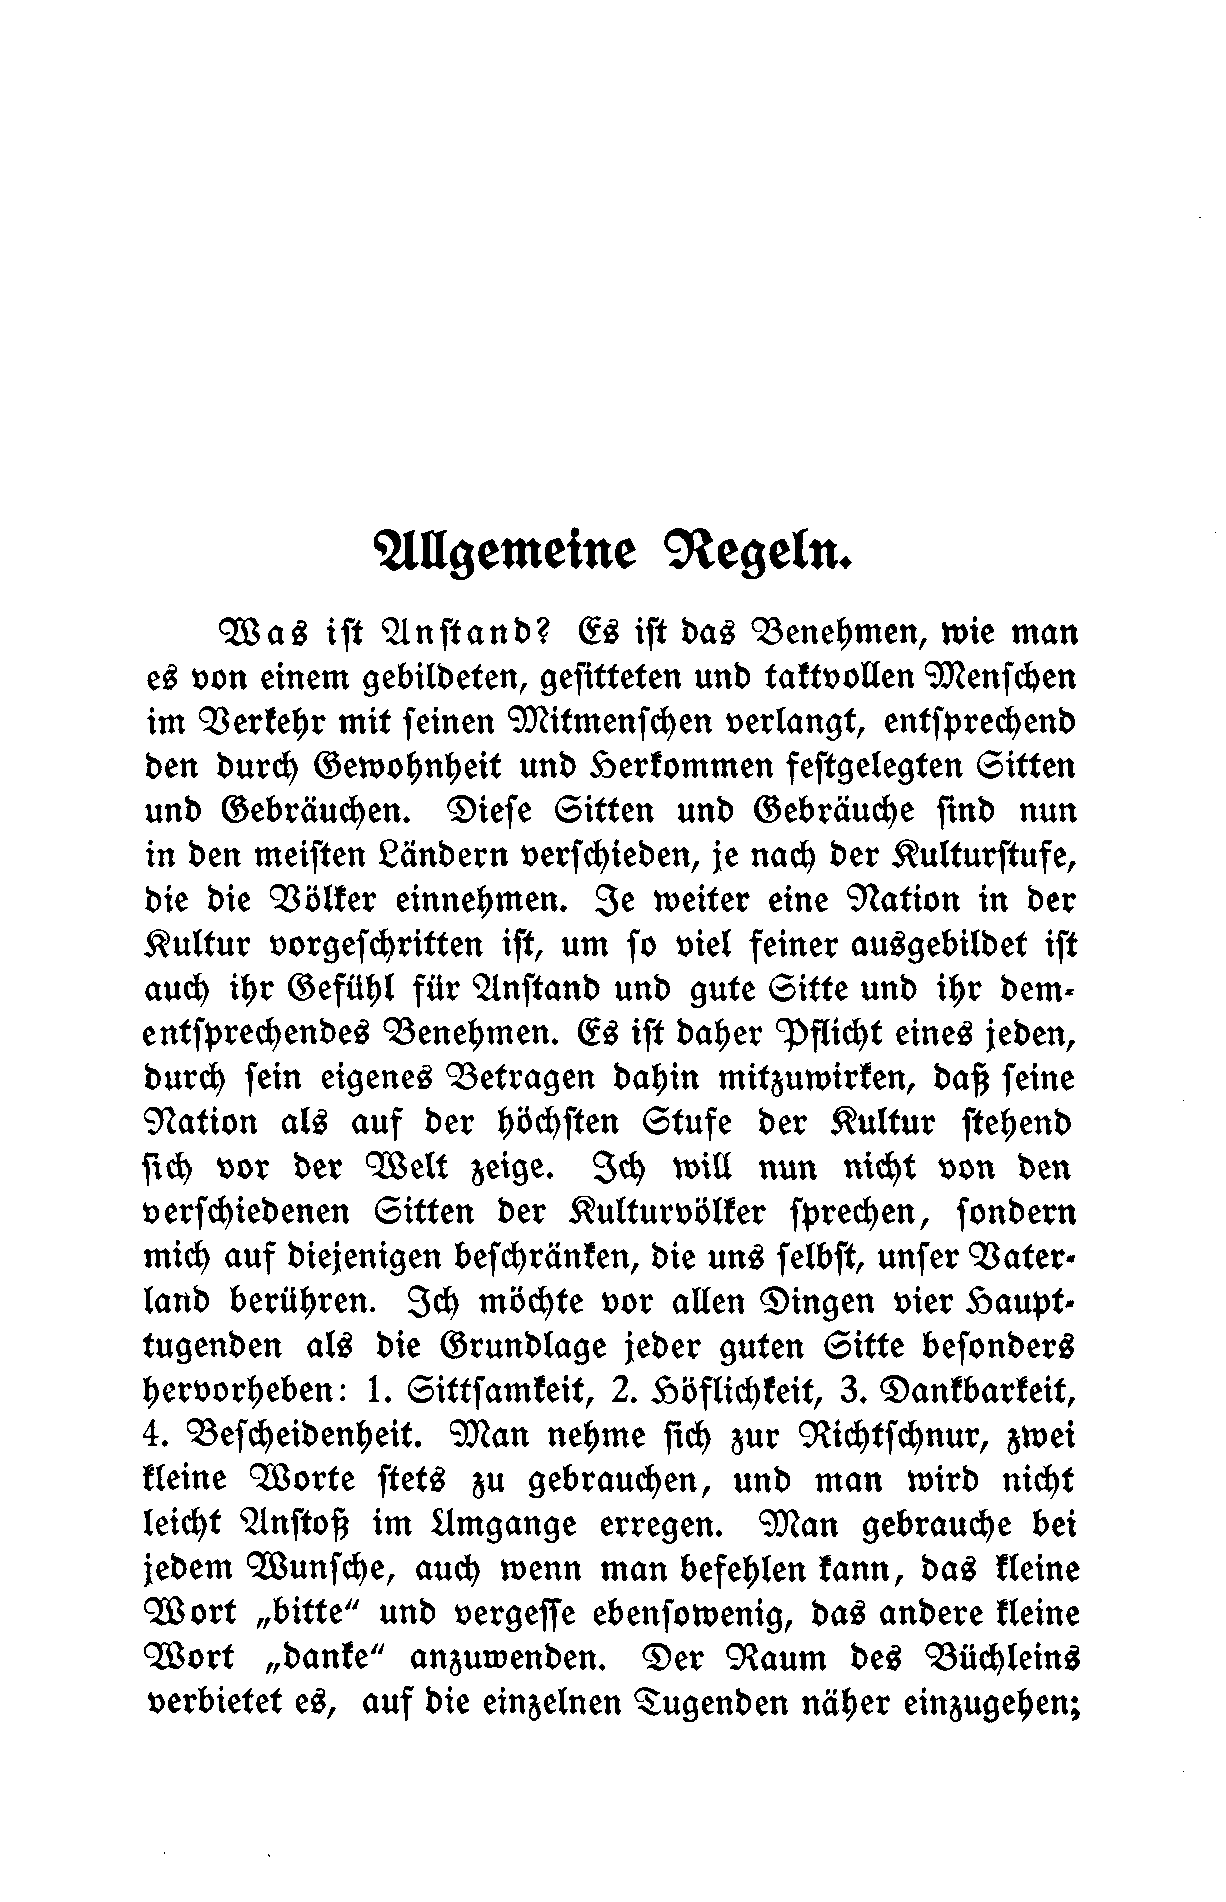 Allgemeine Regeln.
Was ist Anstand? Es ist das Benehmen, wie man
es von einem gebildeten, gesitteten und taktvollen Menschen
im Verkehr mit seinen Mitmenschen verlangt, entsprechend
den durch Gewohnheit und Herkommen festgelegten Sitten
und Gebräuchen. Diese Sitten und Gebräuche sind nun
in den meisten Ländern verschieden, je nach der Kulturstufe,
die die Völker einnehmen. Je weiter eine Nation in der
Kultur vorgeschritten ist, um so viel feiner ausgebildet ist
auch ihr Gefühl für Anstand und gute Sitte und ihr dem-
entsprechendes Benehmen. Es ist daher Pflicht eines jeden,
durch sein eigenes Betragen dahin mitzuwirken, daß seine
Nation als auf der höchsten Stufe der Kultur stehend
sich vor der Welt zeige. Ich will nun nicht von den
verschiedenen Sitten der Kulturvölker sprechen, sondern
mich auf diejenigen beschränken, die uns selbst, unser Vater-
land berühren. Ich möchte vor allen Dingen vier Haupt-
tugenden als die Grundlage jeder guten Sitte besonders
hervorheben: 1. Sittsamkeit, 2. Höflichkeit, 3. Dankbarkeit,
4. Bescheidenheit. Man nehme sich zur Richtschnur, zwei
kleine Worte stets zu gebrauchen, und man wird nicht
leicht Anstoß im Umgange erregen. Man gebrauche bei
jedem Wunsche, auch wenn man befehlen kann, das kleine
Wort „bitte“ und vergesse ebensowenig, das andere kleine
Wort „danke“ anzuwenden. Der Raum des Büchleins
verbietet es, auf die einzelnen Tugenden näher einzugehen;